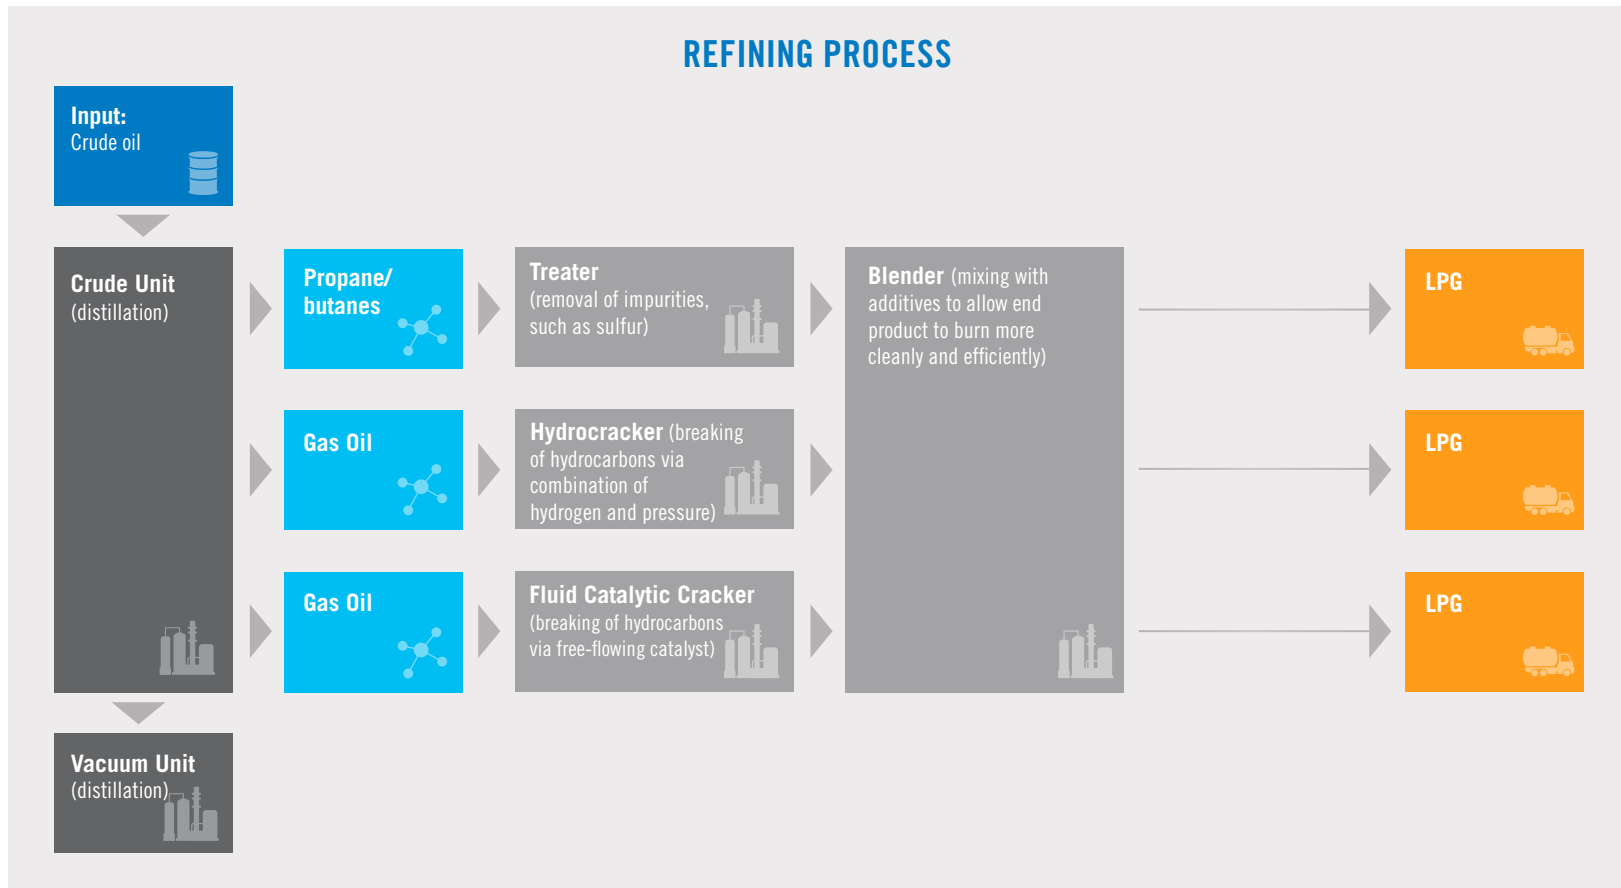 REFINING PROCESS
Input:
Crude oil
Crude Unit
(distillation)
Propane/
butanes
Treater
(removal of impurities,
such as sulfur)
Blender (mixing with
additives to allow end
product to burn more
cleanly and efficiently)
LPG
Gas Oil
Hydrocracker (breaking
of hydrocarbons via
combination of
hydrogen and pressure)
LPG
Gas Oil
Fluid Catalytic Cracker
(breaking of hydrocarbons
via free-flowing catalyst)
LPG
Vacuum Unit
(distillation)